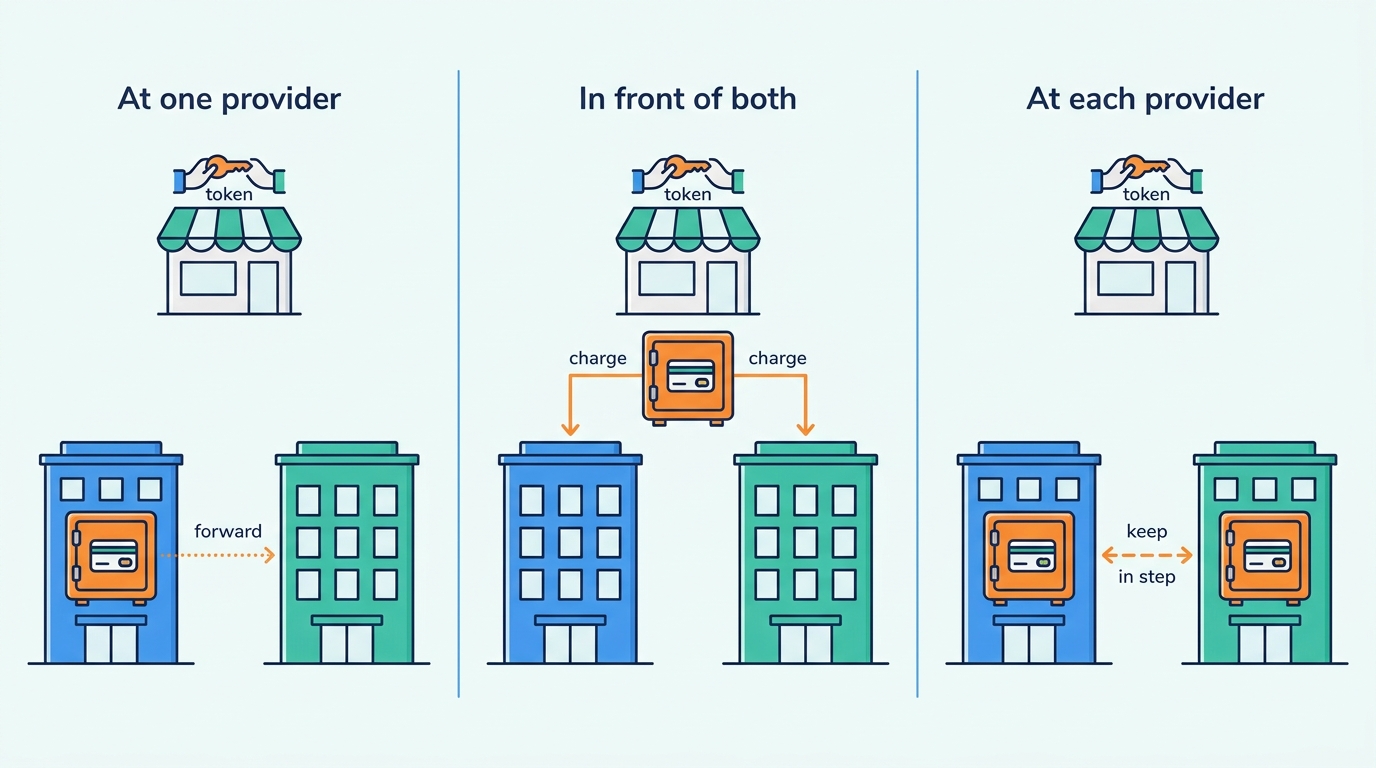 At one provider
token
forward
In front of both
token
charge
charge
At each provider
token
keep
in step